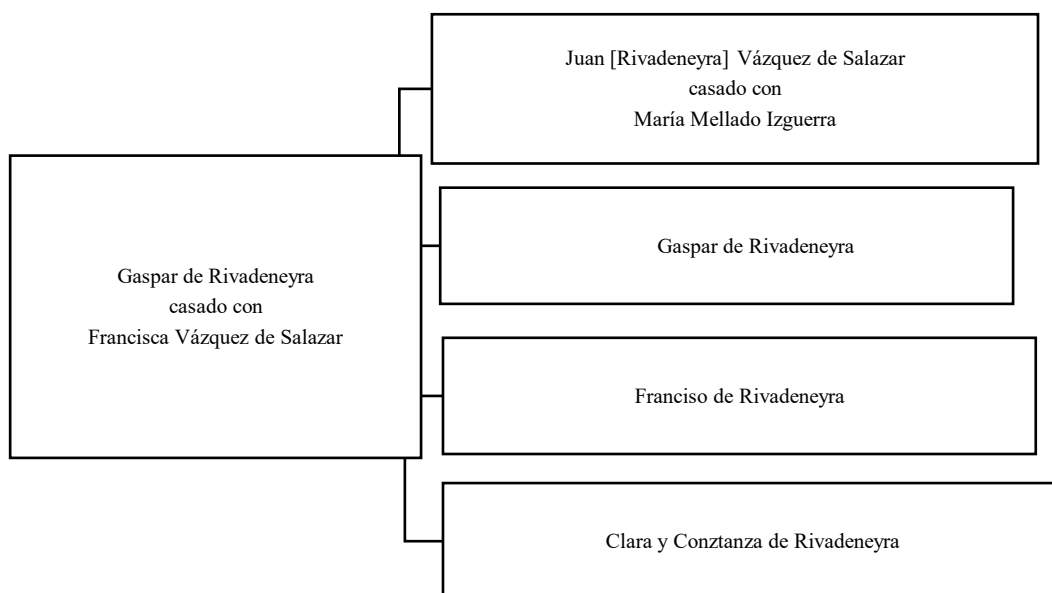 Juan [Rivadeneyra] Vázquez de Salazar
casado con
María Mellado Izguerra
Gaspar de Rivadeneyra
casado con
Francisca Vázquez de Salazar
Gaspar de Rivadeneyra
Franciso de Rivadeneyra
Clara y Conztanza de Rivadeneyra